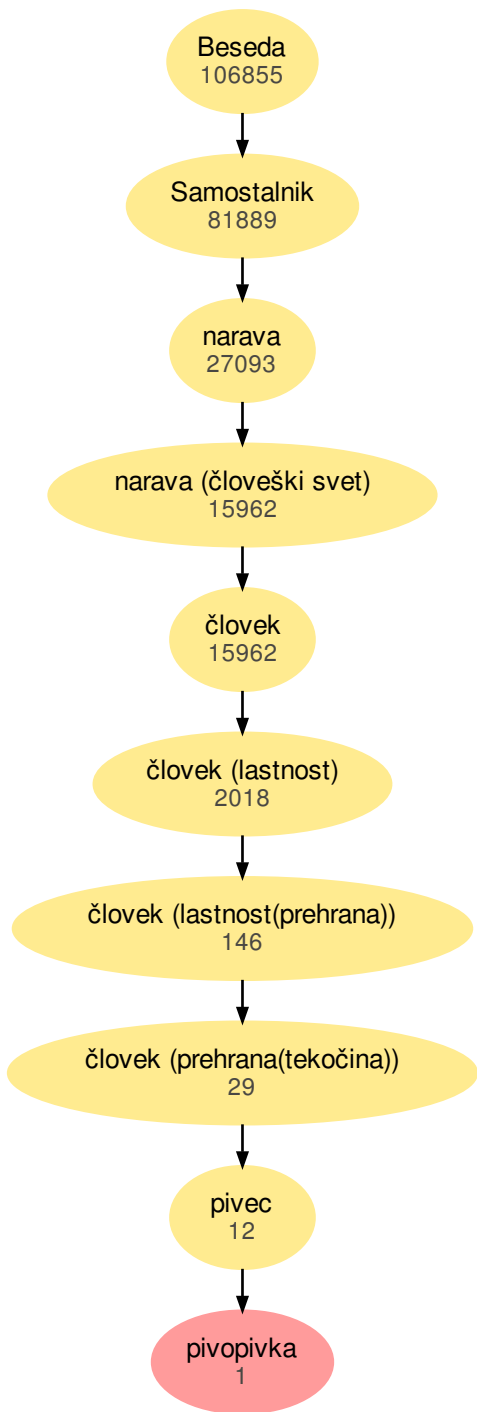 Beseda
106855
Samostalnik
81889
narava
27093
narava (človeški svet)
15962
človek
15962
človek (lastnost)
2018
človek (lastnost(prehrana))
146
človek (prehrana(tekočina))
29
pivec
12
pivopivka
1